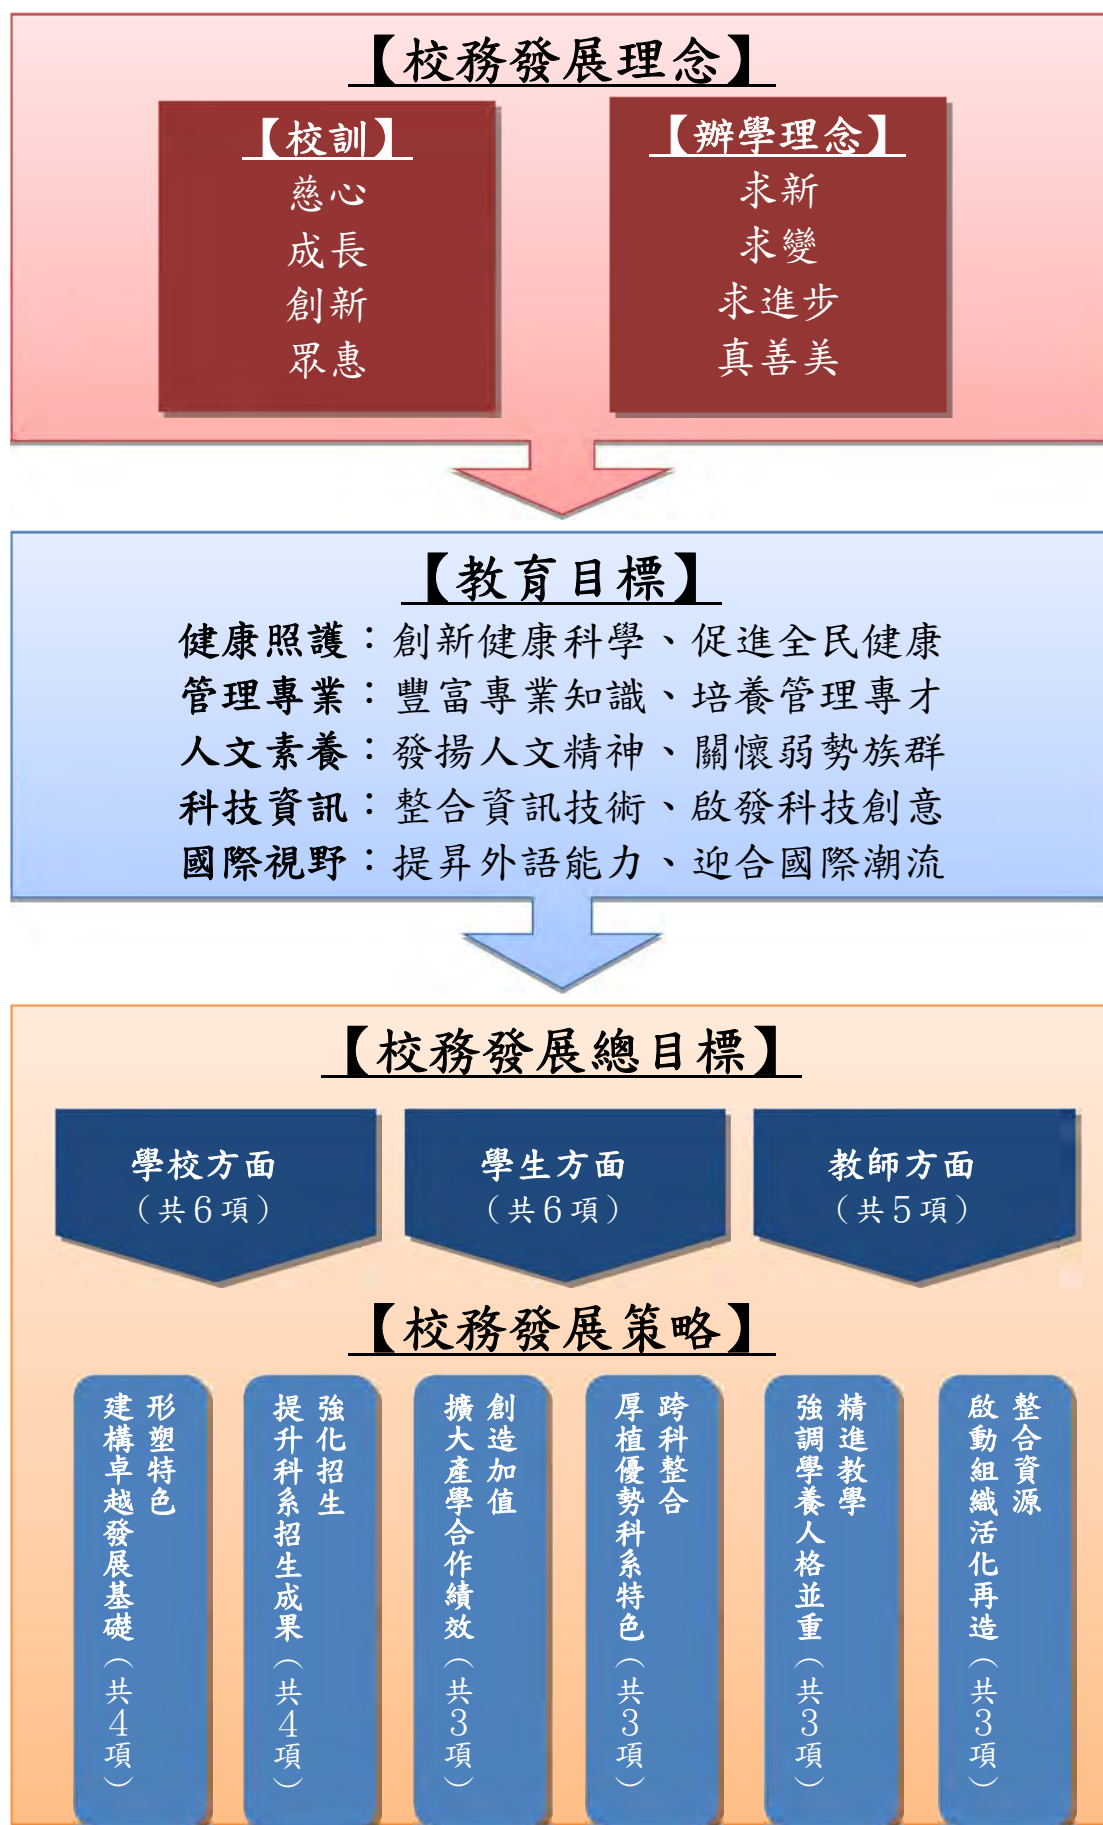 【校務發展理念】
【校訓】
慈心
成長
創新
眾惠
【辦學理念】
求新
求變
求進步
真善美
【教育目標】
健康照護：創新健康科學、促進全民健康
管理專業：豐富專業知識、培養管理專才
人文素養：發揚人文精神、關懷弱勢族群
科技資訊：整合資訊技術、啟發科技創意
國際視野：提昇外語能力、迎合國際潮流
【校務發展總目標】
學校方面
（共6項）
學生方面
（共6項）
教師方面
（共5項）
【校務發展策略】
形塑特色
建構卓越發展基礎（共4項）
強化招生
提升科系招生成果（共4項）
創造加值
擴大產學合作績效（共3項）
跨科整合
厚植優勢科系特色（共3項）
精進教學
強調學養人格並重（共3項）
整合資源
啟動組織活化再造（共3項）